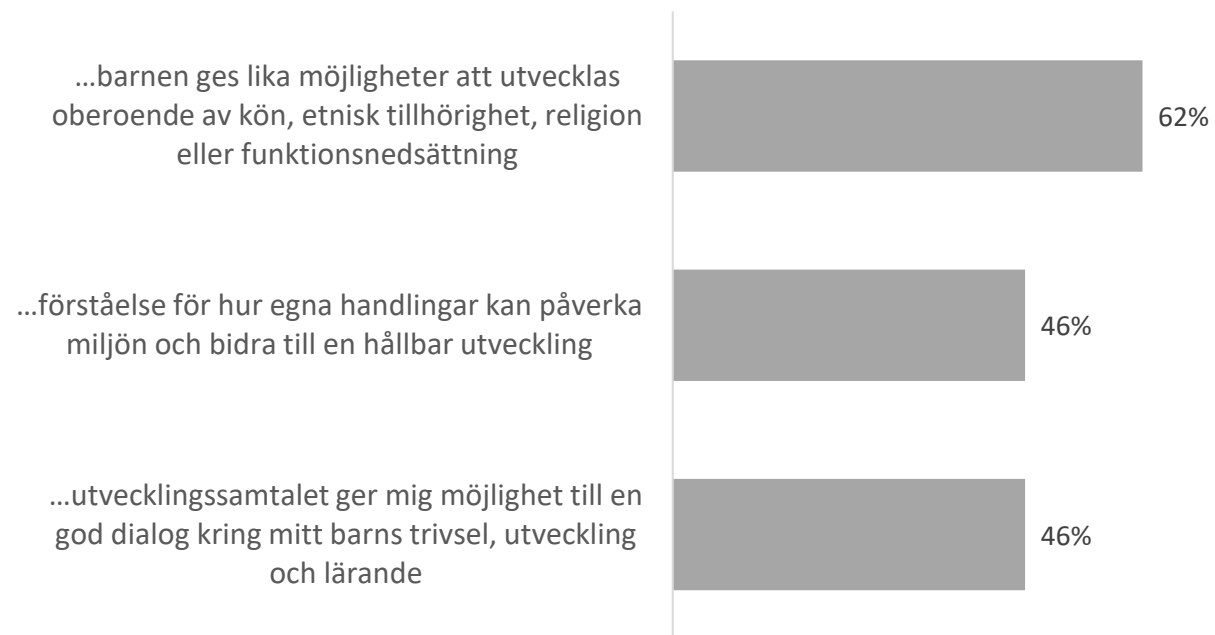 ...barnen ges lika möjligheter att utvecklas
oberoende av kön, etnisk tillhörighet, religion
eller funktionsnedsättning
62%
...förståelse för hur egna handlingar kan påverka
miljön och bidra till en hållbar utveckling
46%
...utvecklingssamtalet ger mig möjlighet till en
god dialog kring mitt barns trivsel, utveckling
och lärande
46%